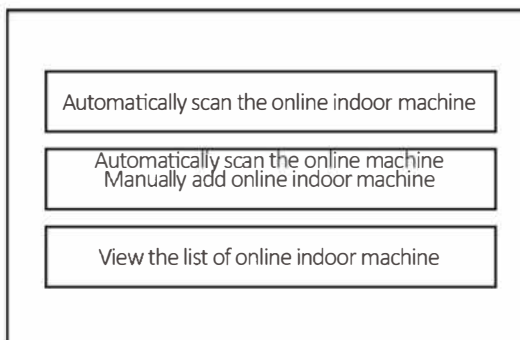 Automatically scan the online indoor machine
Automatically scan the online machine
Manually add online indoor machine
View the list of online indoor machine